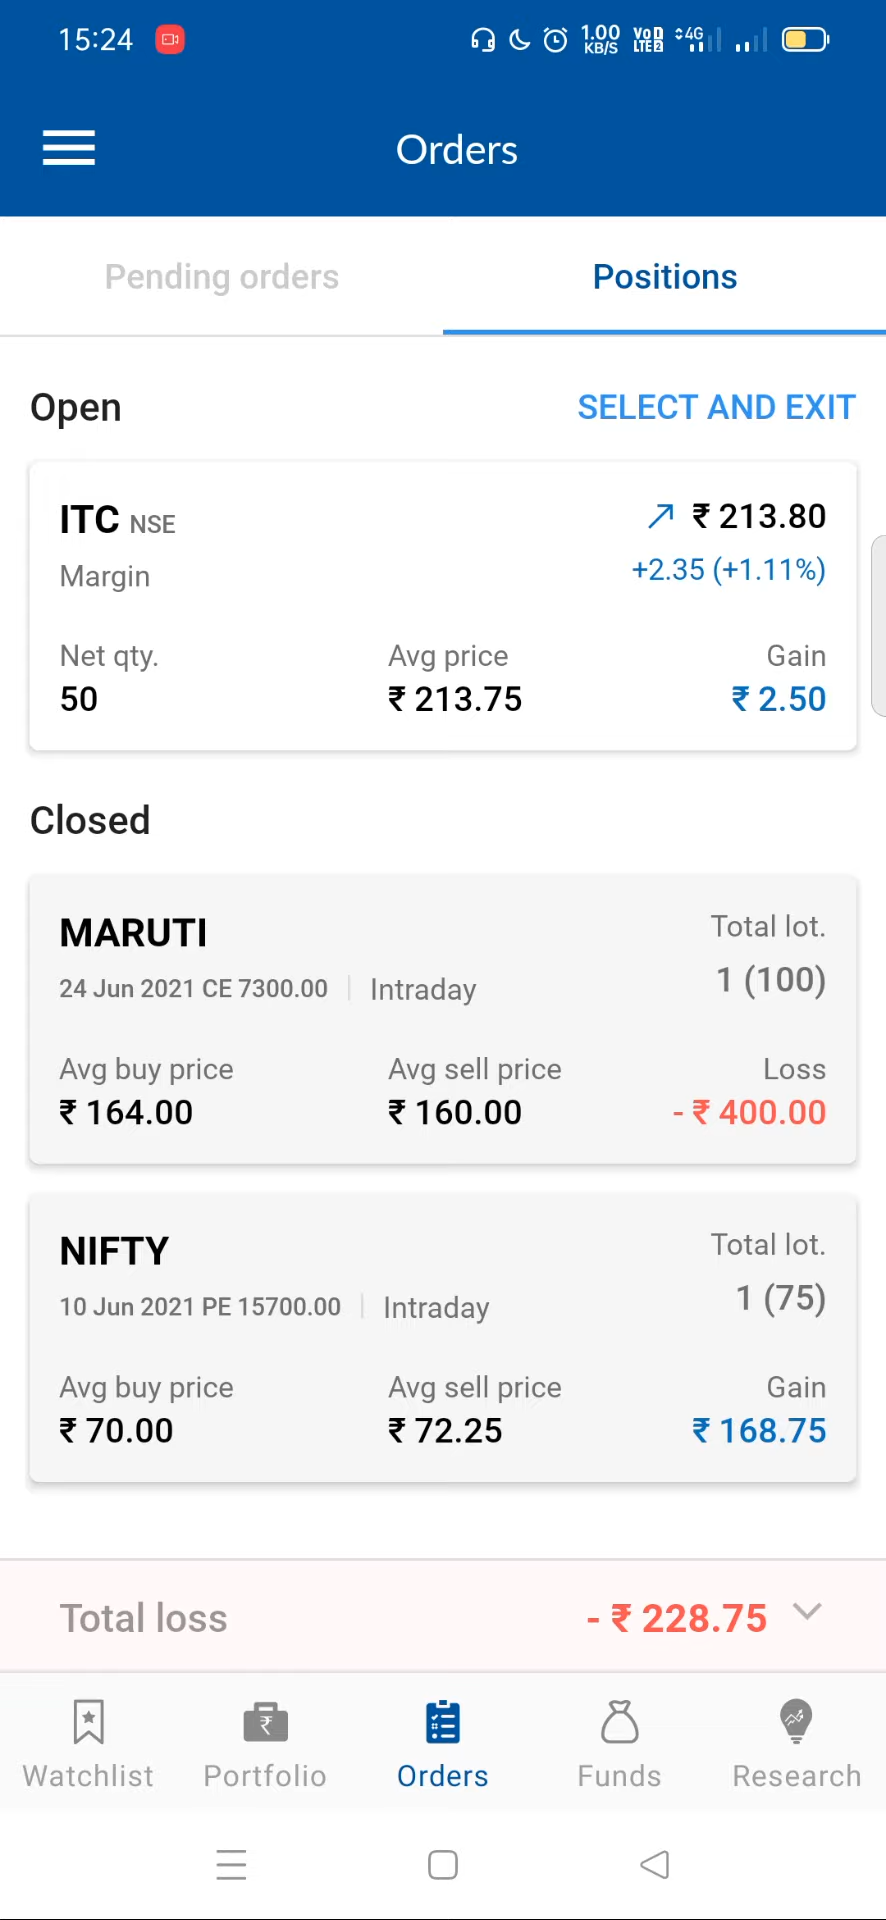 15:24 1.00 KB/S VoD LTE2 4G
Orders
Pending orders Positions
Open SELECT AND EXIT
ITC NSE ₹ 213.80
Margin +2.35 (+1.11%)
Net qty. Avg price Gain
50 ₹ 213.75 ₹ 2.50
Closed
MARUTI Total lot.
24 Jun 2021 CE 7300.00 Intraday 1 (100)
Avg buy price Avg sell price Loss
₹ 164.00 ₹ 160.00 - ₹ 400.00
NIFTY Total lot.
10 Jun 2021 PE 15700.00 Intraday 1 (75)
Avg buy price Avg sell price Gain
₹ 70.00 ₹ 72.25 ₹ 168.75
Total loss - ₹ 228.75
Watchlist Portfolio Orders Funds Research